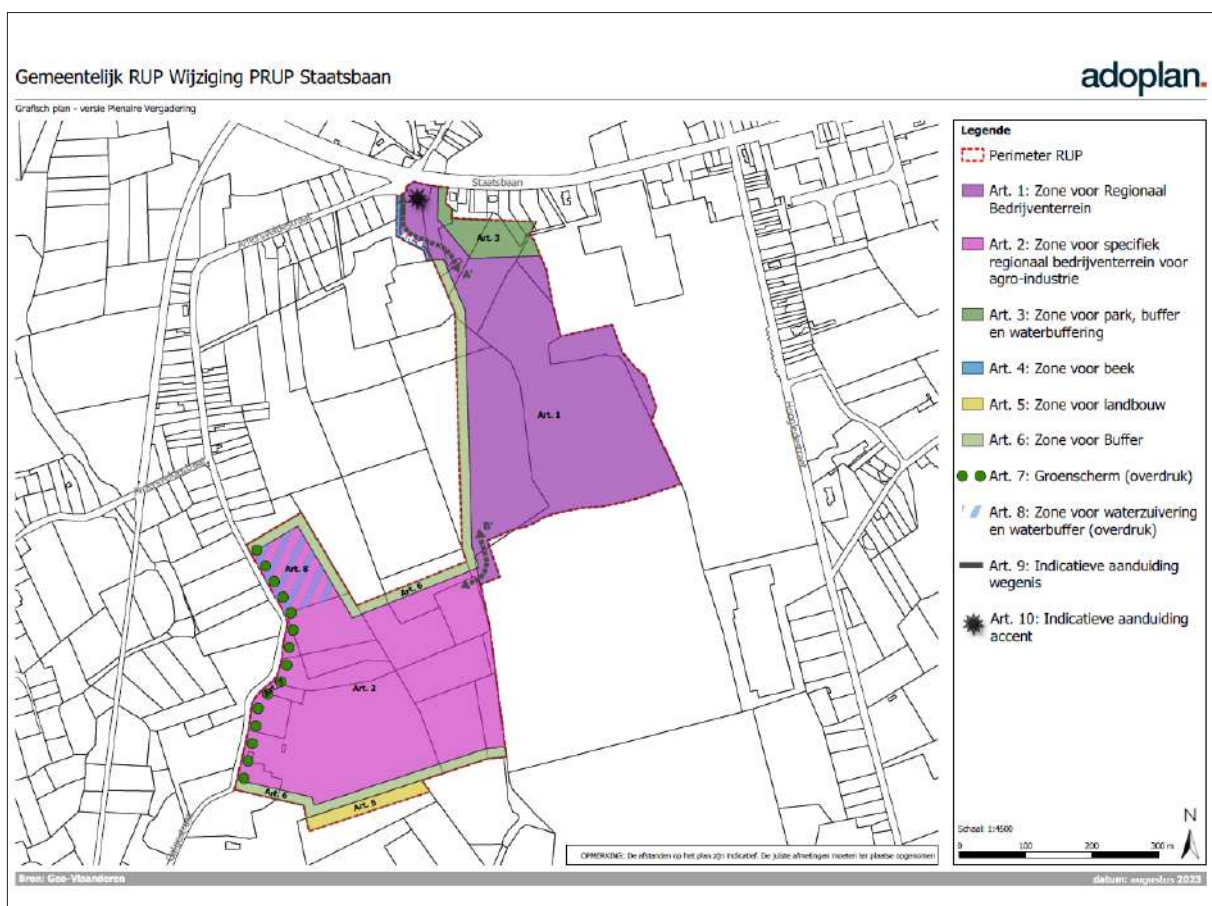 Gemeentelijk RUP Wijziging PRUP Staatsbaan
adoplan.
Grafisch plan - versie Plenaire Vergadering
Legende
Perimeter RUP
Art. 1: Zone voor Regionaal
Bedrijventerrein
Art. 2: Zone voor specifiek
regionaal bedrijventerrein voor
agro-industrie
Art. 3: Zone voor park, buffer
en waterbuffering
Art. 4: Zone voor beek
Art. 5: Zone voor landbouw
Art. 6: Zone voor Buffer
Art. 7: Groenscherm (overdruk)
Art. 8: Zone voor waterzuivering
en waterbuffer (overdruk)
Art. 9: Indicatieve aanduiding
wegenis
Art. 10: Indicatieve aanduiding
accent
Staatsbaan
Art. 3
A'
Art. 1
B'
Art. 8
Art. 6
Art. 2
Art. 6
Art. 5
N
Schaal: 1:4500
0 100 200 300 m
OPMERKING: De afstanden op het plan zijn indicatief. De juiste afmetingen moeten ter plaatse opgenomen
Bron: Geo-Vlaanderen
datum: augustus 2023